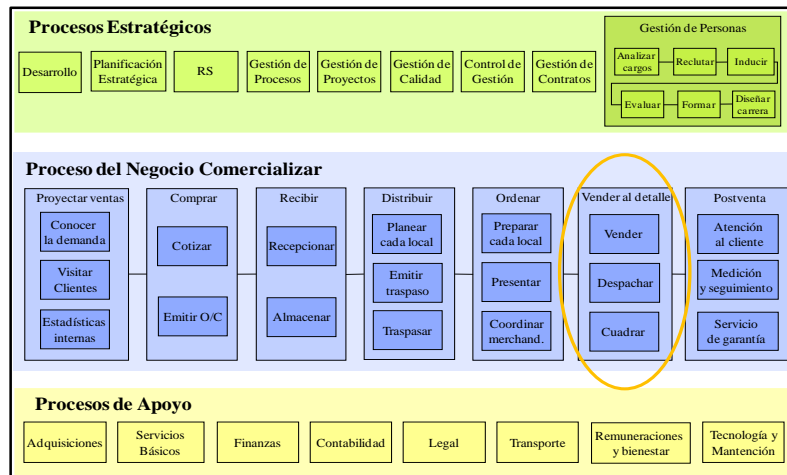 Procesos Estratégicos
Desarrollo
Planificación
Estratégica
RS
Gestión de
Procesos
Gestión de
Proyectos
Gestión de
Calidad
Control de
Gestión
Gestión de
Contratos
Gestión de Personas
Analizar
cargos
Reclutar
Inducir
Evaluar
Formar
Diseñar
carrera
Proceso del Negocio Comercializar
Proyectar ventas
Conocer
la demanda
Visitar
Clientes
Estadísticas
internas
Comprar
Cotizar
Emitir O/C
Recibir
Recepcionar
Almacenar
Distribuir
Planear
cada local
Emitir
traspaso
Traspasar
Ordenar
Preparar
cada local
Presentar
Coordinar
merchand.
Vender al detalle
Vender
Despachar
Cuadrar
Postventa
Atención
al cliente
Medición
y seguimiento
Servicio
de garantía
Procesos de Apoyo
Adquisiciones
Servicios
Básicos
Finanzas
Contabilidad
Legal
Transporte
Remuneraciones
y bienestar
Tecnología y
Mantención